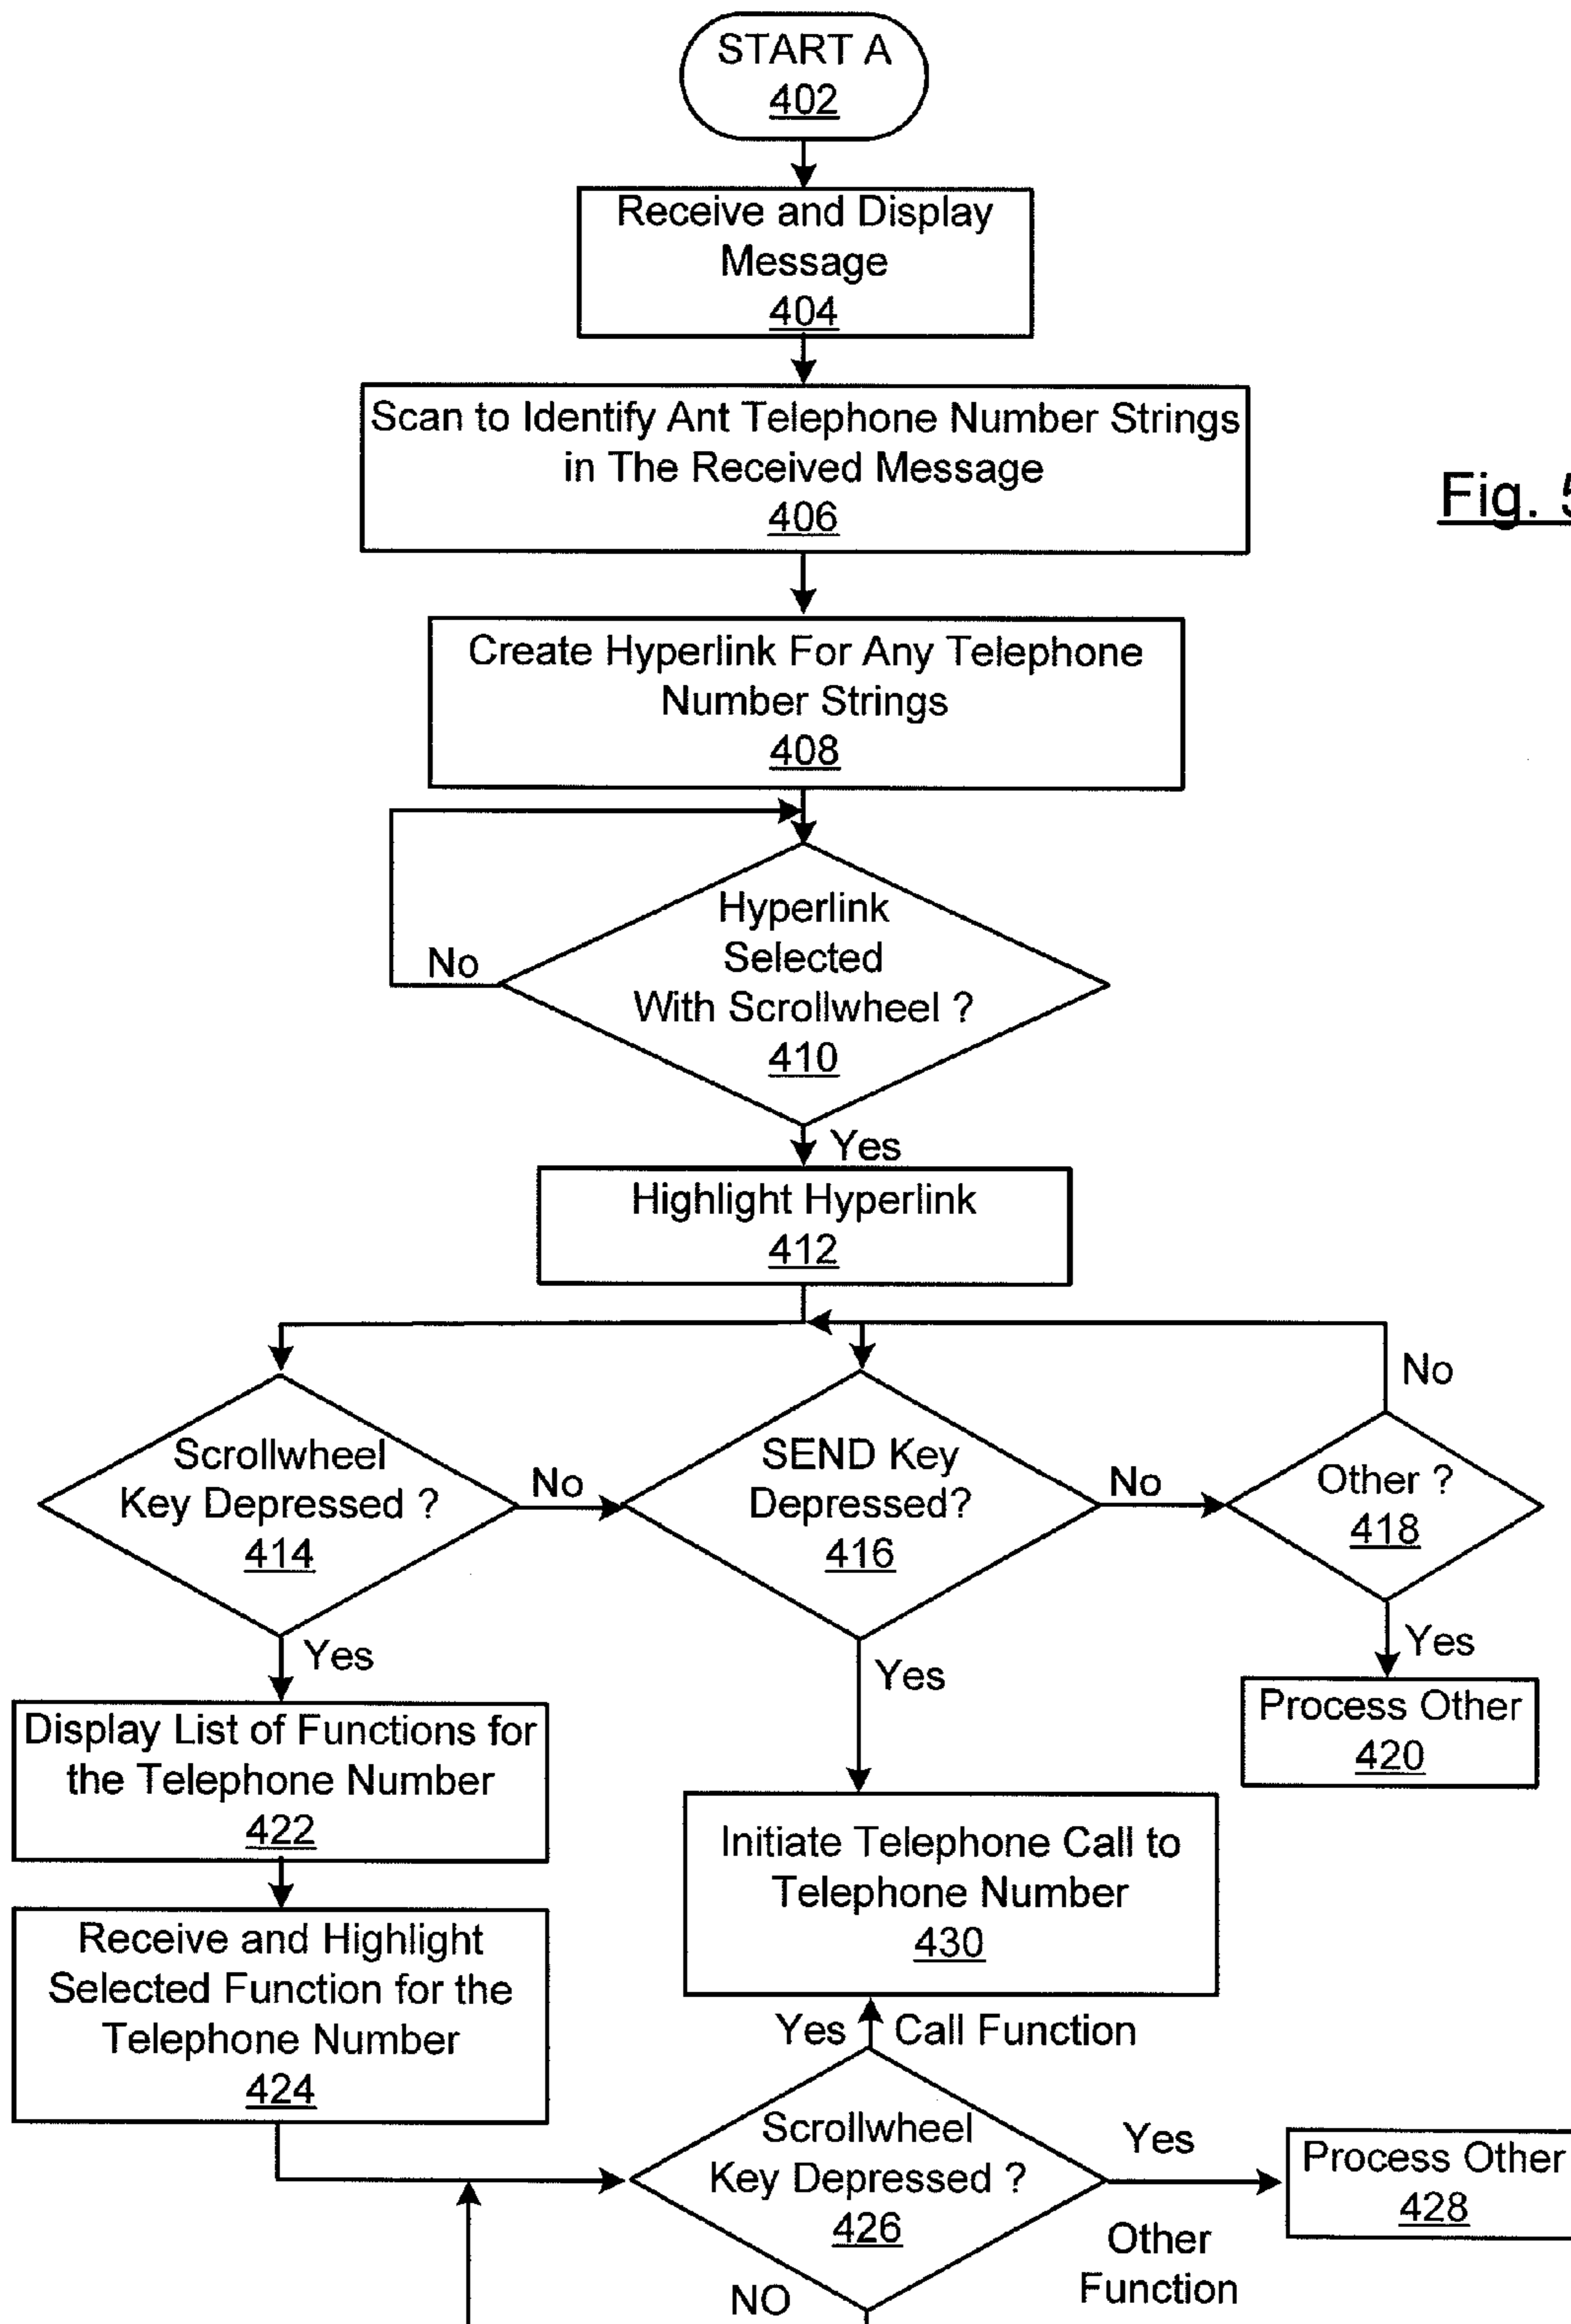 START A
402
Receive and Display
Message
404
Scan to Identify Ant Telephone Number Strings
in The Received Message
406
Fig. 5
Create Hyperlink For Any Telephone
Number Strings
408
Hyperlink
Selected
With Scrollwheel ?
410
No
Yes
Highlight Hyperlink
412
Scrollwheel
Key Depressed ?
414
No
SEND Key
Depressed?
416
No
Other ?
418
No
Yes
Yes
Yes
Process Other
420
Display List of Functions for
the Telephone Number
422
Initiate Telephone Call to
Telephone Number
430
Receive and Highlight
Selected Function for the
Telephone Number
424
Yes
Call Function
Scrollwheel
Key Depressed ?
426
Yes
Other
Function
Process Other
428
NO